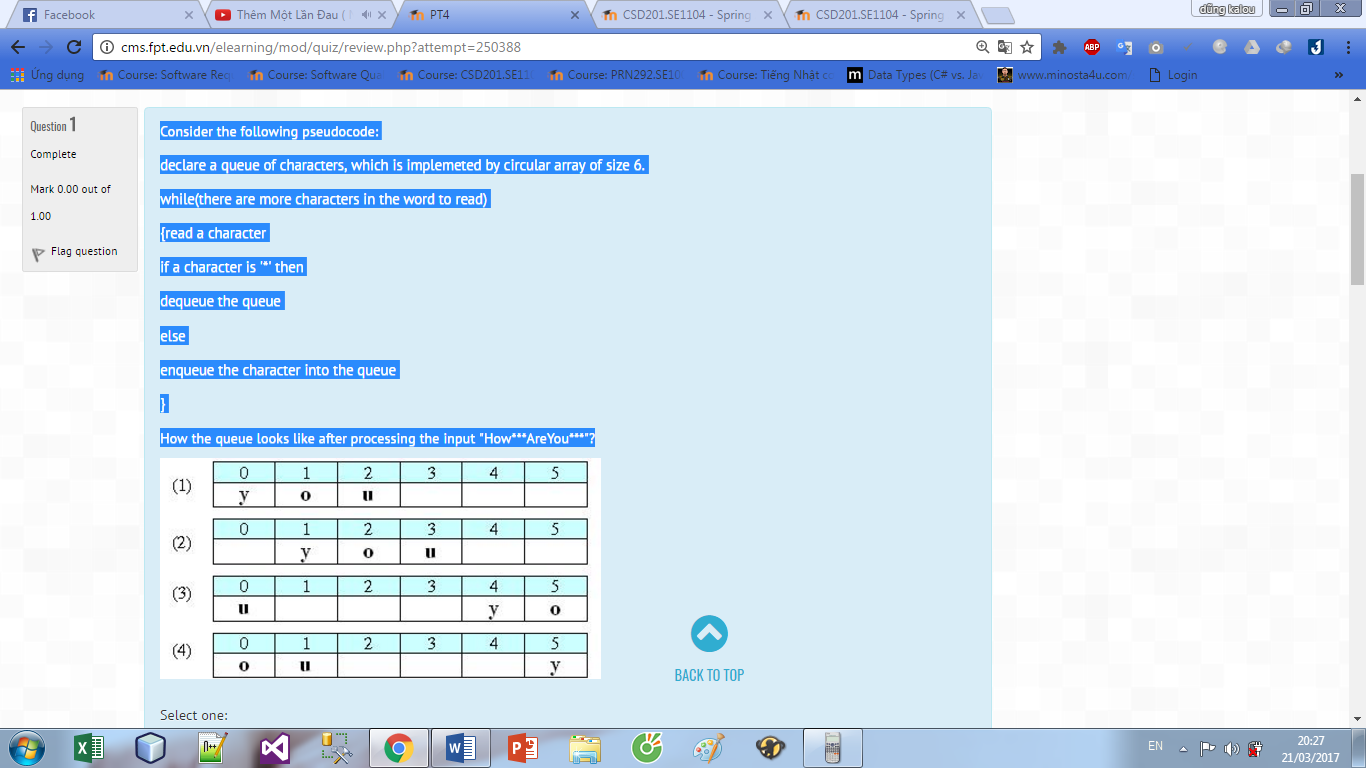 Facebook
Thêm Một Lần Đau (
PT4
CSD201.SE1104 - Spring
CSD201.SE1104 - Spring
dũng kalou
cms.fpt.edu.vn/elearning/mod/quiz/review.php?attempt=250388
ABP
Ứng dụng
Course: Software Req
Course: Software Qua
Course: CSD201.SE11
Course: PRN292.SE10
Course: Tiếng Nhật cơ
m
Data Types (C# vs. Ja
www.minosta4u.com/
Login
»
Question 1
Complete
Mark 0.00 out of
1.00
Flag question
Consider the following pseudocode:
declare a queue of characters, which is implemeted by circular array of size 6.
while(there are more characters in the word to read)
{read a character
if a character is '*' then
dequeue the queue
else
enqueue the character into the queue
}
How the queue looks like after processing the input "How***AreYou***"?
(1)
0 1 2 3 4 5
y o u
(2)
0 1 2 3 4 5
y o u
(3)
0 1 2 3 4 5
u y o
(4)
0 1 2 3 4 5
o u y
BACK TO TOP
Select one:
EN
20:27
21/03/2017